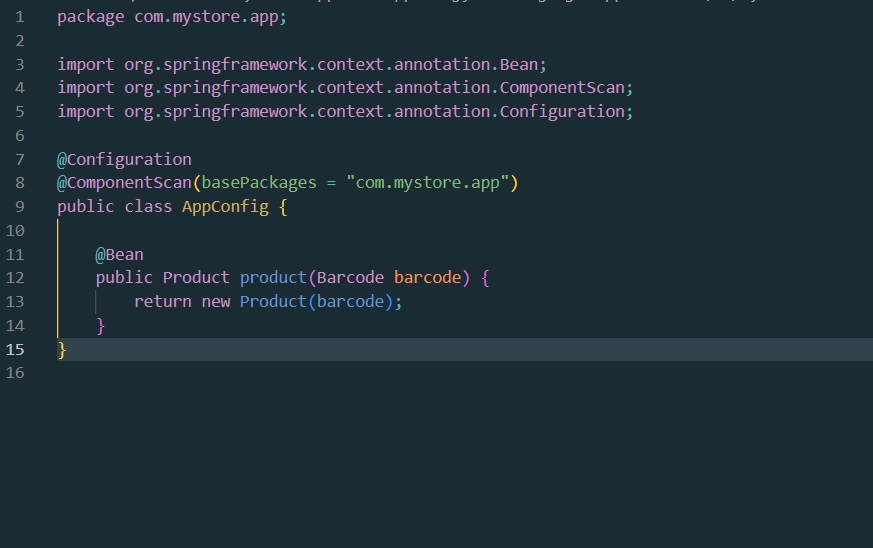 1 package com.mystore.app;
2
3 import org.springframework.context.annotation.Bean;
4 import org.springframework.context.annotation.ComponentScan;
5 import org.springframework.context.annotation.Configuration;
6
7 @Configuration
8 @ComponentScan(basePackages = "com.mystore.app")
9 public class AppConfig {
10
11     @Bean
12     public Product product(Barcode barcode) {
13         return new Product(barcode);
14     }
15 }
16